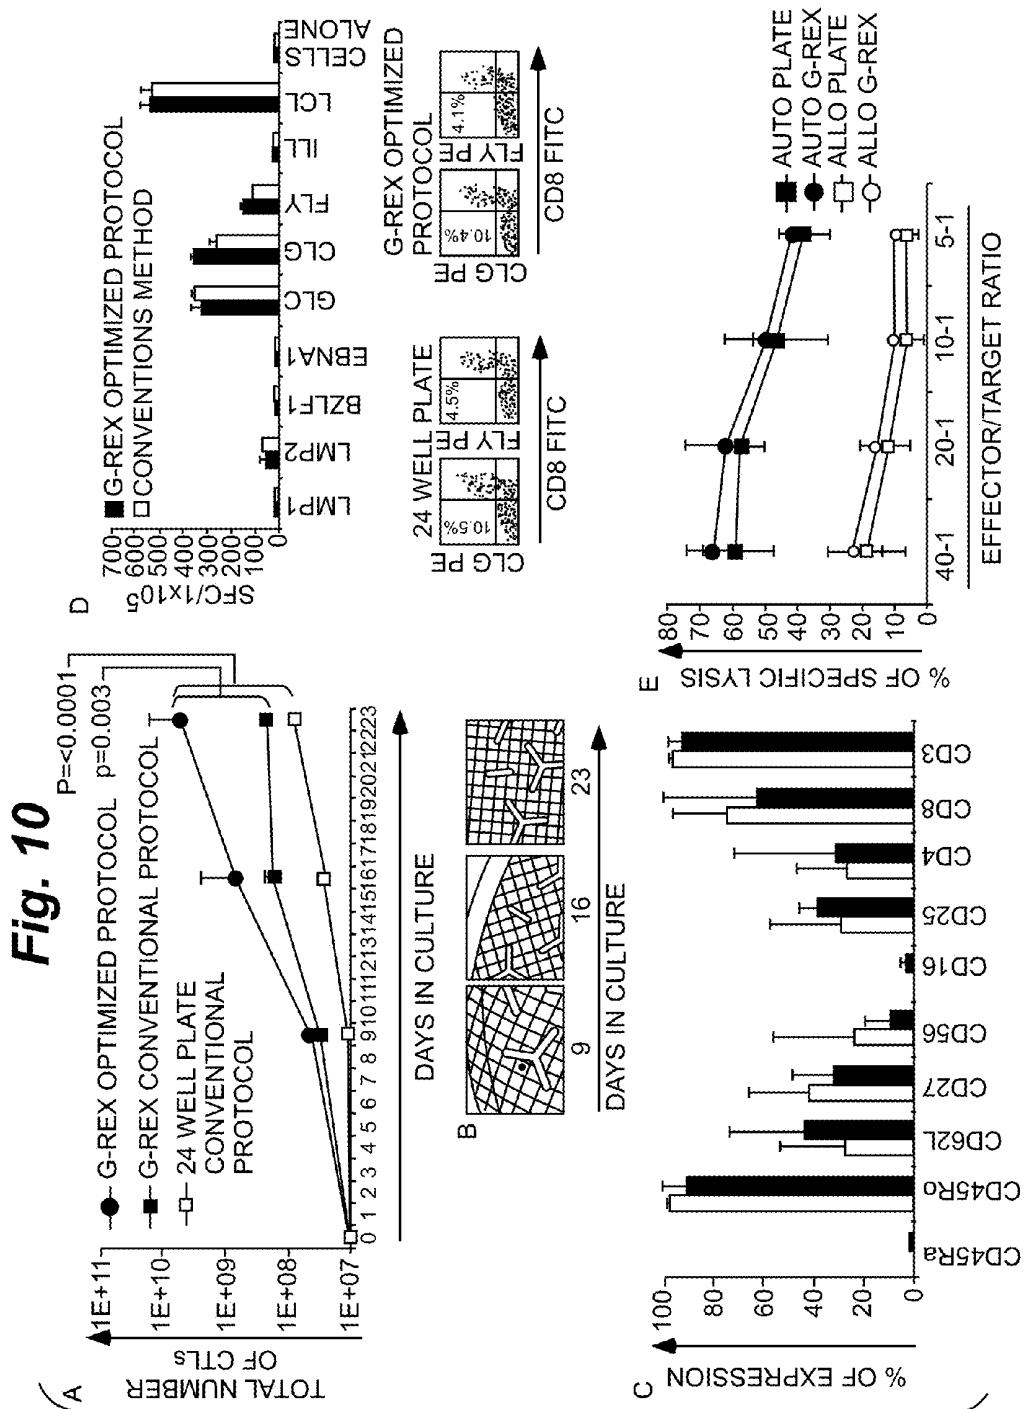 Fig. 10
A
TOTAL NUMBER
OF CTLs
1E+11
1E+10
1E+09
1E+08
1E+07
G-REX OPTIMIZED PROTOCOL
G-REX CONVENTIONAL PROTOCOL
24 WELL PLATE
CONVENTIONAL
PROTOCOL
P=<0.0001
p=0.003
0 1 2 3 4 5 6 7 8 9 10 11 12 13 14 15 16 17 18 19 20 21 22 23
DAYS IN CULTURE
B
9 16 23
DAYS IN CULTURE
C
% OF EXPRESSION
100
80
60
40
20
0
CD45Ra CD45Ro CD62L CD27 CD56 CD16 CD25 CD4 CD8 CD3
D
SFC/1x10⁵
700
600
500
400
300
200
100
0
G-REX OPTIMIZED PROTOCOL
CONVENTIONS METHOD
LMP1 LMP2 BZLF1 EBNA1 GLC CLG FLY ILL LCL CELLS ALONE
24 WELL PLATE
CLG PE
10.5%
FLY PE
4.5%
CD8 FITC
G-REX OPTIMIZED
PROTOCOL
CLG PE
10.4%
FLY PE
4.1%
CD8 FITC
E
% OF SPECIFIC LYSIS
80
70
60
50
40
30
20
10
0
40-1 20-1 10-1 5-1
EFFECTOR/TARGET RATIO
AUTO PLATE
AUTO G-REX
ALLO PLATE
ALLO G-REX